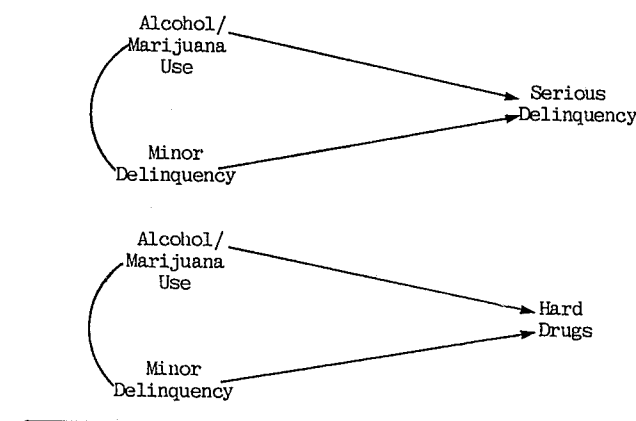 Alcohol/
Marijuana
Use
Serious
Delinquency
Minor
Delinquency
Alcohol/
Marijuana
Use
Hard
Drugs
Minor
Delinquency